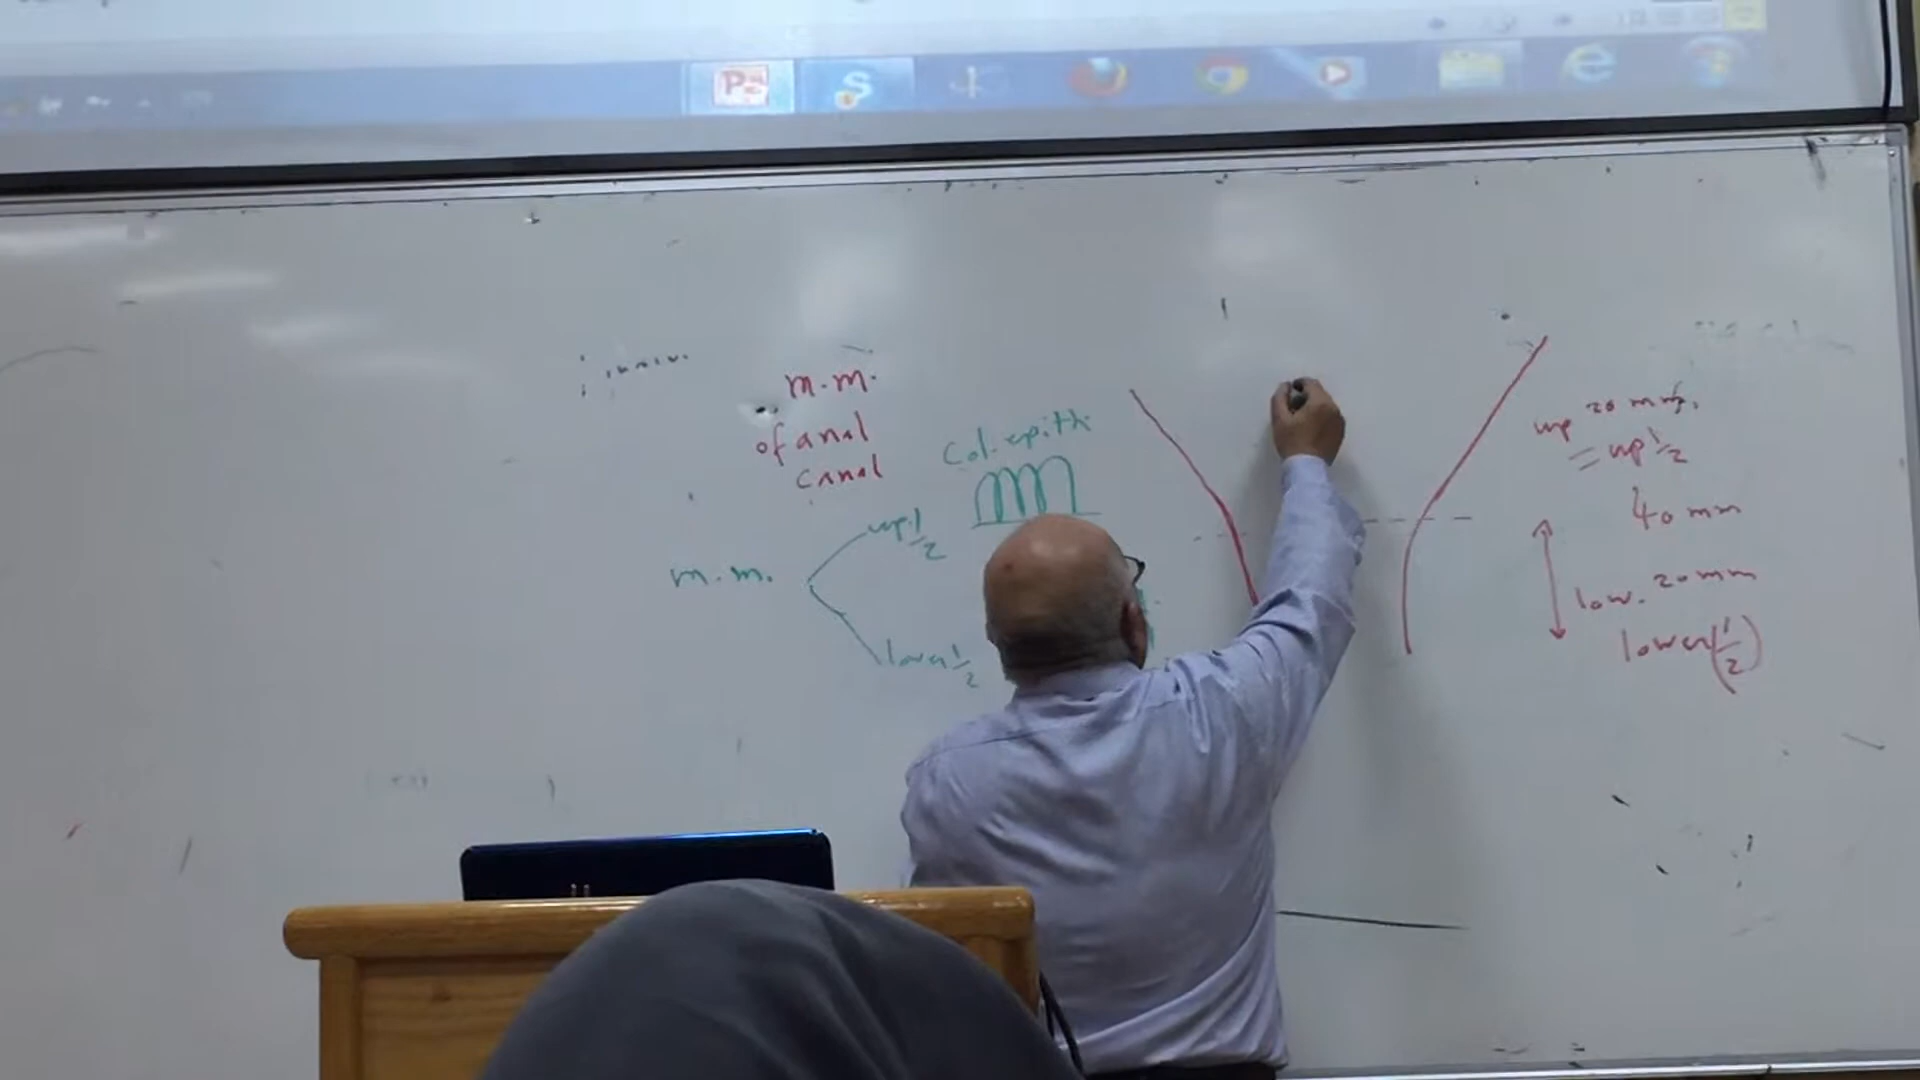 m.m.
of anal
canal
Col. epith.
m.m.
up 1/2
lower 1/2
up 20 mm.
= up 1/2
40 mm
low. 20 mm
lower (1/2)